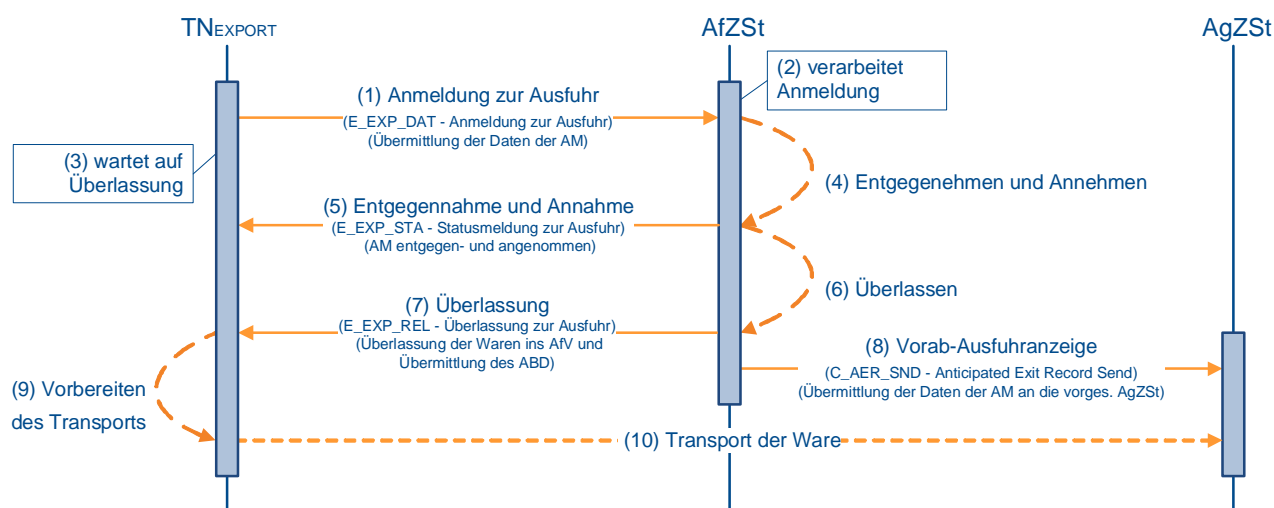 TNEXPORT
AfZSt
AgZSt
(2) verarbeitet
Anmeldung
(1) Anmeldung zur Ausfuhr
(E_EXP_DAT - Anmeldung zur Ausfuhr)
(Übermittlung der Daten der AM)
(3) wartet auf
Überlassung
(4) Entgegenehmen und Annehmen
(5) Entgegennahme und Annahme
(E_EXP_STA - Statusmeldung zur Ausfuhr)
(AM entgegen- und angenommen)
(6) Überlassen
(7) Überlassung
(E_EXP_REL - Überlassung zur Ausfuhr)
(Überlassung der Waren ins AfV und
Übermittlung des ABD)
(8) Vorab-Ausfuhranzeige
(C_AER_SND - Anticipated Exit Record Send)
(Übermittlung der Daten der AM an die vorges. AgZSt)
(9) Vorbereiten
des Transports
(10) Transport der Ware